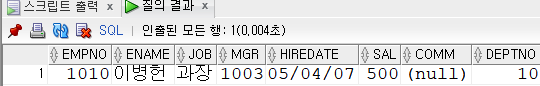 스크립트 출력 × 질의 결과 ×
SQL | 인출된 모든 행: 1(0,004초)
EMPNO ENAME JOB MGR HIREDATE SAL COMM DEPTNO
1 1010 이병헌 과장 1003 05/04/07 500 (null) 10